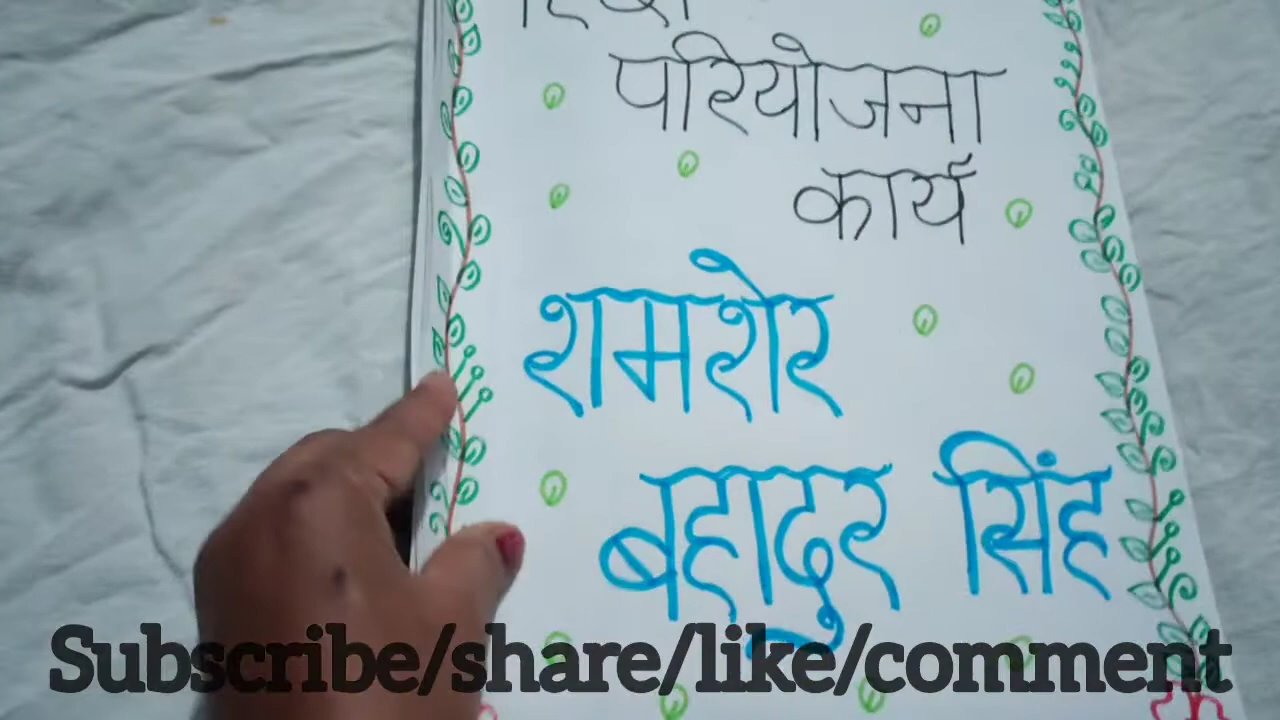 परियोजना
कार्य
शमशेर
बहादुर सिंह
Subscribe/share/like/comment